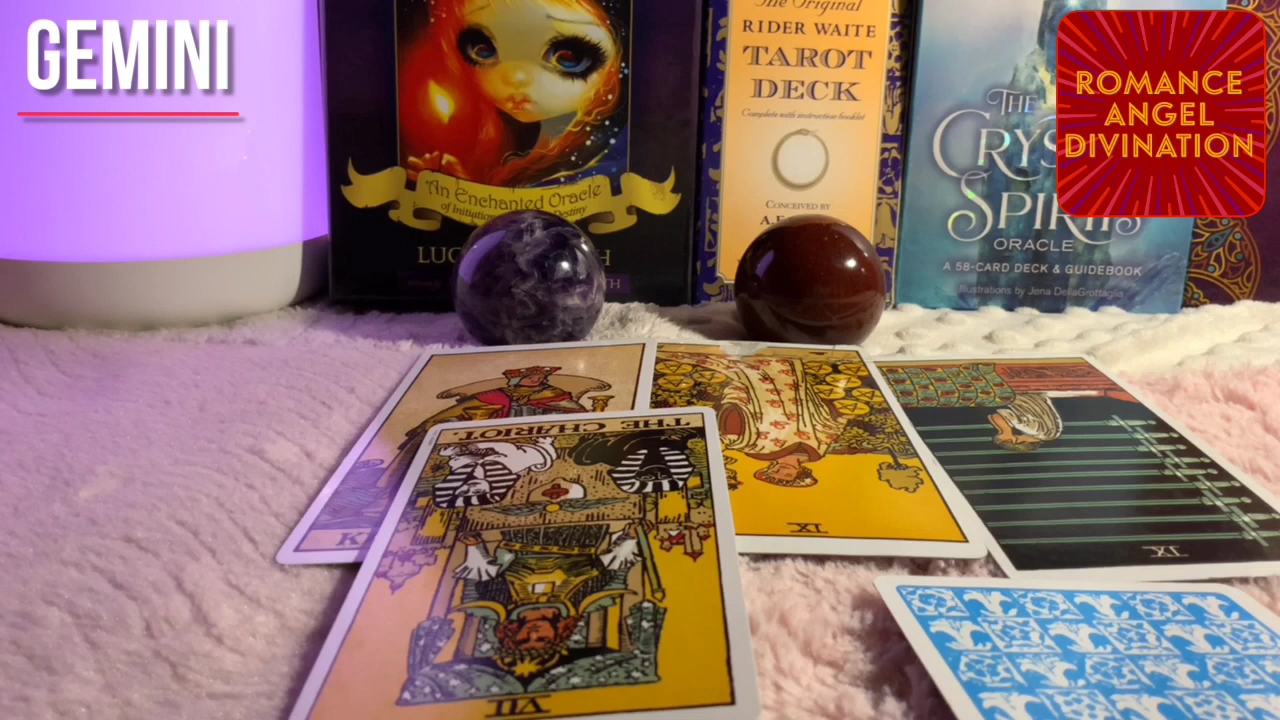 GEMINI
The Original
RIDER WAITE
TAROT
DECK
Complete with instruction booklet
CONCEIVED BY
An Enchanted Oracle
of
THE
SPIRITS
ORACLE
A 58-CARD DECK & GUIDEBOOK
Illustrations by Jena DellaGrottaglia
ROMANCE
ANGEL
DIVINATION
THE CHARIOT.
VII
IX
IX